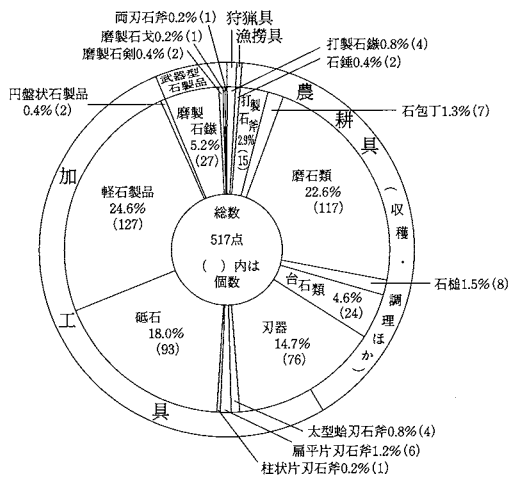 両刃石斧0.2%(1)
磨製石戈0.2%(1)
磨製石剣0.4%(2)
狩猟具
漁撈具
打製石鏃0.8%(4)
石錘0.4%(2)
円盤状石製品
0.4%(2)
武器型
石製品
磨製
石鏃
5.2%
(27)
打製
石斧
2.9%
(15)
農耕具
石包丁1.3%(7)
磨石類
22.6%
(117)
(収穫・調理ほか)
石槌1.5%(8)
台石類
4.6%
(24)
刃器
14.7%
(76)
太型蛤刃石斧0.8%(4)
扁平片刃石斧1.2%(6)
柱状片刃石斧0.2%(1)
砥石
18.0%
(93)
軽石製品
24.6%
(127)
加工具
総数
517点
( )内は
個数